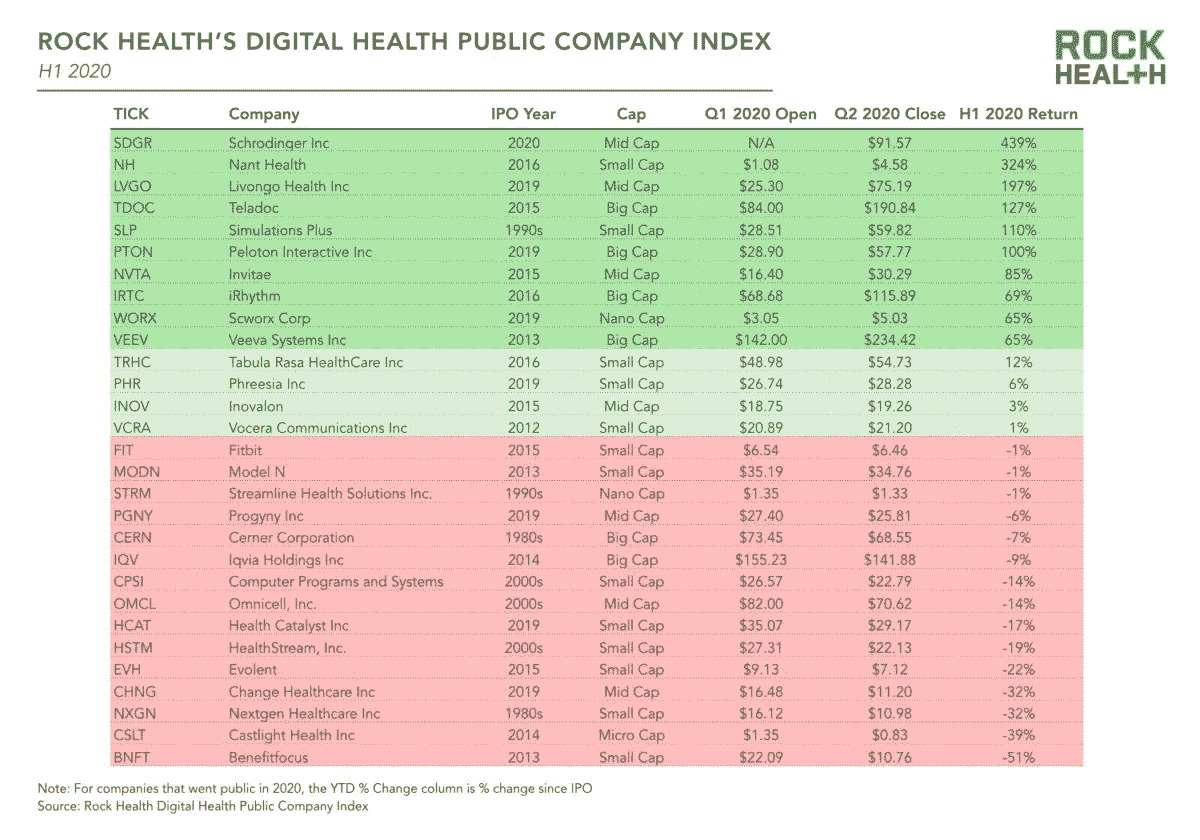 ROCK HEALTH'S DIGITAL HEALTH PUBLIC COMPANY INDEX
H1 2020
ROCK
HEALTH
TICK Company IPO Year Cap Q1 2020 Open Q2 2020 Close H1 2020 Return
SDGR Schrodinger Inc 2020 Mid Cap N/A $91.57 439%
NH Nant Health 2016 Small Cap $1.08 $4.58 324%
LVGO Livongo Health Inc 2019 Mid Cap $25.30 $75.19 197%
TDOC Teladoc 2015 Big Cap $84.00 $190.84 127%
SLP Simulations Plus 1990s Small Cap $28.51 $59.82 110%
PTON Peloton Interactive Inc 2019 Big Cap $28.90 $57.77 100%
NVTA Invitae 2015 Mid Cap $16.40 $30.29 85%
IRTC iRhythm 2016 Big Cap $68.68 $115.89 69%
WORX Scworx Corp 2019 Nano Cap $3.05 $5.03 65%
VEEV Veeva Systems Inc 2013 Big Cap $142.00 $234.42 65%
TRHC Tabula Rasa HealthCare Inc 2016 Small Cap $48.98 $54.73 12%
PHR Phreesia Inc 2019 Small Cap $26.74 $28.28 6%
INOV Inovalon 2015 Mid Cap $18.75 $19.26 3%
VCRA Vocera Communications Inc 2012 Small Cap $20.89 $21.20 1%
FIT Fitbit 2015 Small Cap $6.54 $6.46 -1%
MODN Model N 2013 Small Cap $35.19 $34.76 -1%
STRM Streamline Health Solutions Inc. 1990s Nano Cap $1.35 $1.33 -1%
PGNY Progyny Inc 2019 Mid Cap $27.40 $25.81 -6%
CERN Cerner Corporation 1980s Big Cap $73.45 $68.55 -7%
IQV Iqvia Holdings Inc 2014 Big Cap $155.23 $141.88 -9%
CPSI Computer Programs and Systems 2000s Small Cap $26.57 $22.79 -14%
OMCL Omnicell, Inc. 2000s Mid Cap $82.00 $70.62 -14%
HCAT Health Catalyst Inc 2019 Small Cap $35.07 $29.17 -17%
HSTM HealthStream, Inc. 2000s Small Cap $27.31 $22.13 -19%
EVH Evolent 2015 Small Cap $9.13 $7.12 -22%
CHNG Change Healthcare Inc 2019 Mid Cap $16.48 $11.20 -32%
NXGN Nextgen Healthcare Inc 1980s Small Cap $16.12 $10.98 -32%
CSLT Castlight Health Inc 2014 Micro Cap $1.35 $0.83 -39%
BNFT Benefitfocus 2013 Small Cap $22.09 $10.76 -51%
Note: For companies that went public in 2020, the YTD % Change column is % change since IPO
Source: Rock Health Digital Health Public Company Index